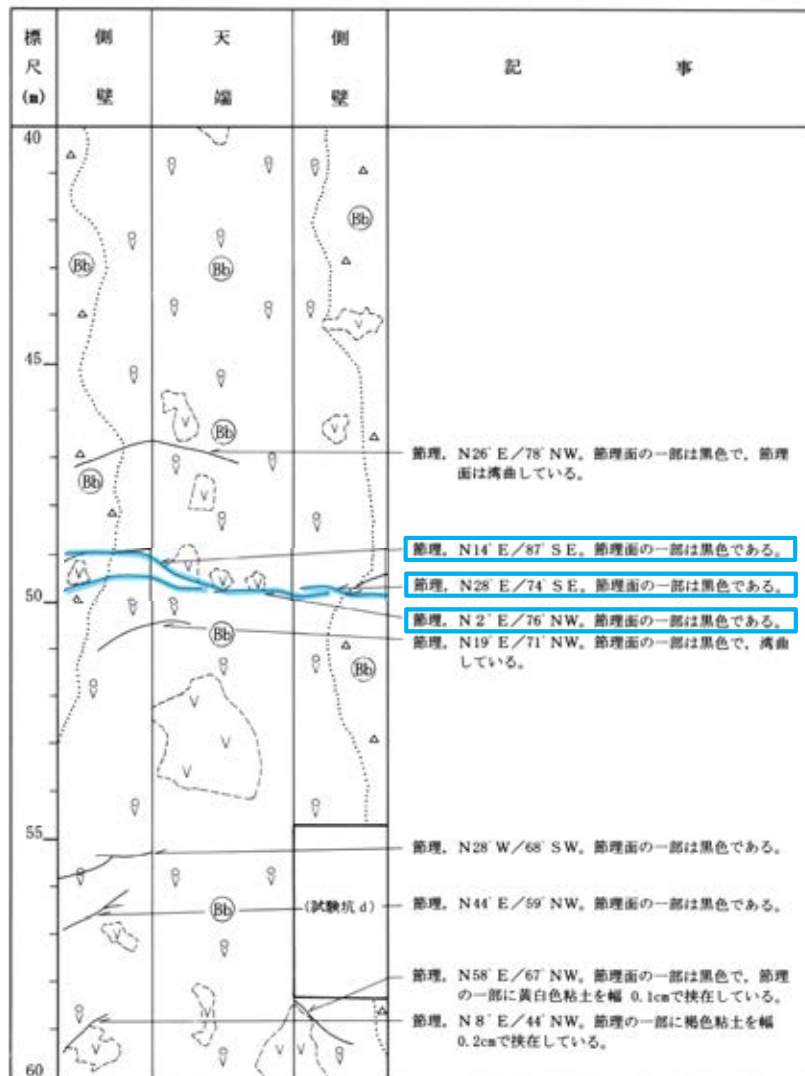 標尺(m)
側壁
天端
側壁
記事
40
Bb
Bb
Bb
V
45
V
Bb
V
Bb
節理, N26°E/78°NW。節理面の一部は黒色で, 節理
面は湾曲している。
V
節理, N14°E/87°SE。節理面の一部は黒色である。
節理, N28°E/74°SE。節理面の一部は黒色である。
50
節理, N2°E/76°NW。節理面の一部は黒色である。
Bb
節理, N19°E/71°NW。節理面の一部は黒色で, 湾曲
している。
Bb
V
V
V
55
節理, N28°W/68°SW。節理面の一部は黒色である。
Bb
(試験坑d)
節理, N44°E/59°NW。節理面の一部は黒色である。
V
節理, N58°E/67°NW。節理面の一部は黒色で, 節理
の一部に黄白色粘土を幅 0.1cmで挟在している。
V
節理, N8°E/44°NW。節理の一部に褐色粘土を幅
0.2cmで挟在している。
V
V V
60